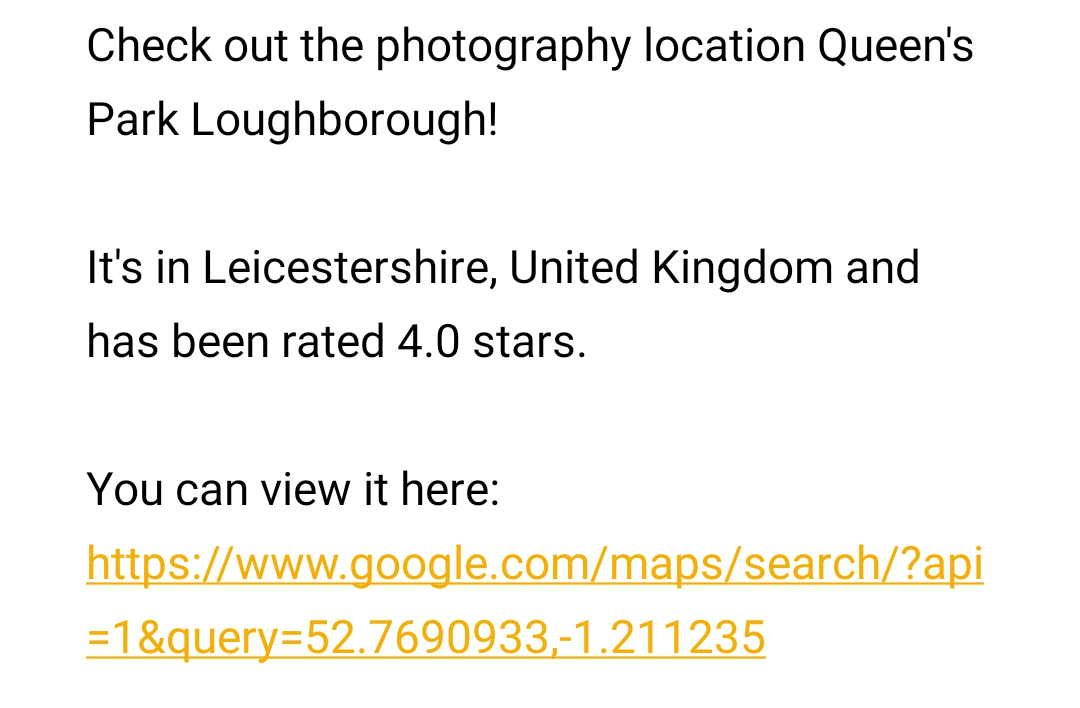 Check out the photography location Queen's
Park Loughborough!
It's in Leicestershire, United Kingdom and
has been rated 4.0 stars.
You can view it here:
https://www.google.com/maps/search/?api
=1&query=52.7690933,-1.211235